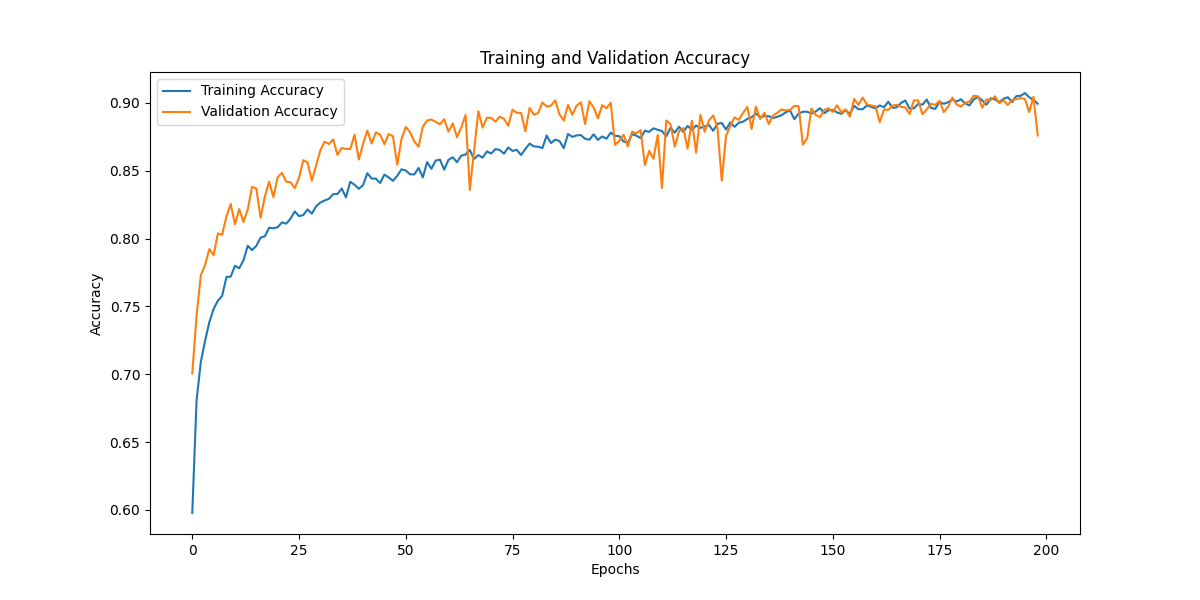 Training and Validation Accuracy
Training Accuracy
Validation Accuracy
0.90
0.85
0.80
0.75
0.70
0.65
0.60
Accuracy
0 25 50 75 100 125 150 175 200
Epochs